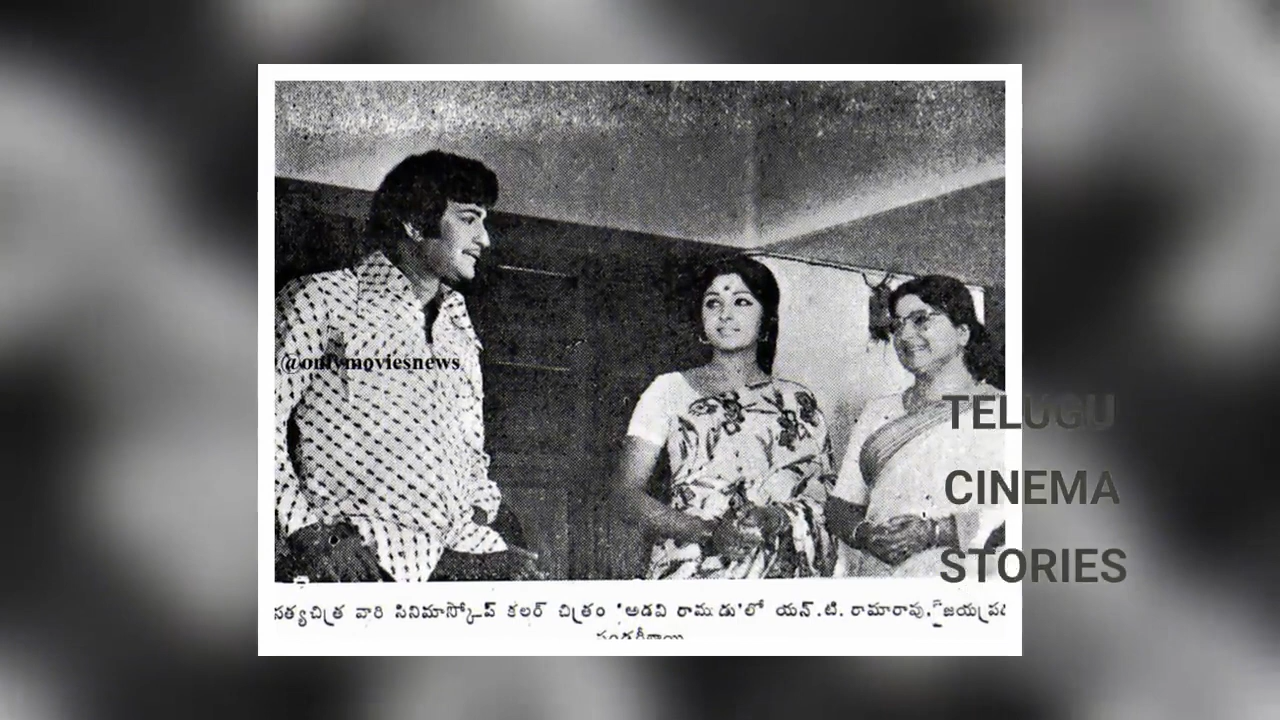 @onlymoviesnews
TELUGU
CINEMA
STORIES
సత్యచిత్ర వారి సినిమాస్కోప్ కలర్ చిత్రం 'అడవి రాముడు'లో యన్.టి. రామారావు,